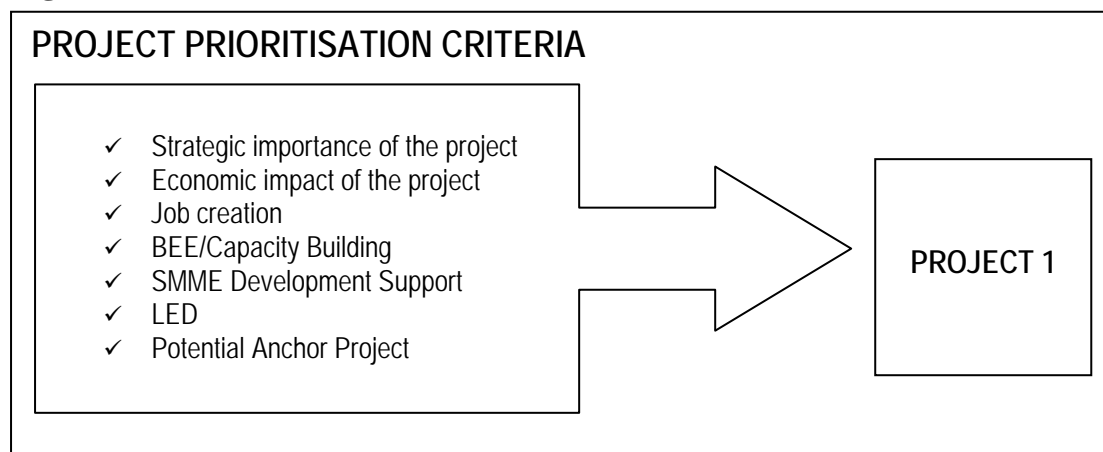 PROJECT PRIORITISATION CRITERIA
✓ Strategic importance of the project
✓ Economic impact of the project
✓ Job creation
✓ BEE/Capacity Building
✓ SMME Development Support
✓ LED
✓ Potential Anchor Project
PROJECT 1